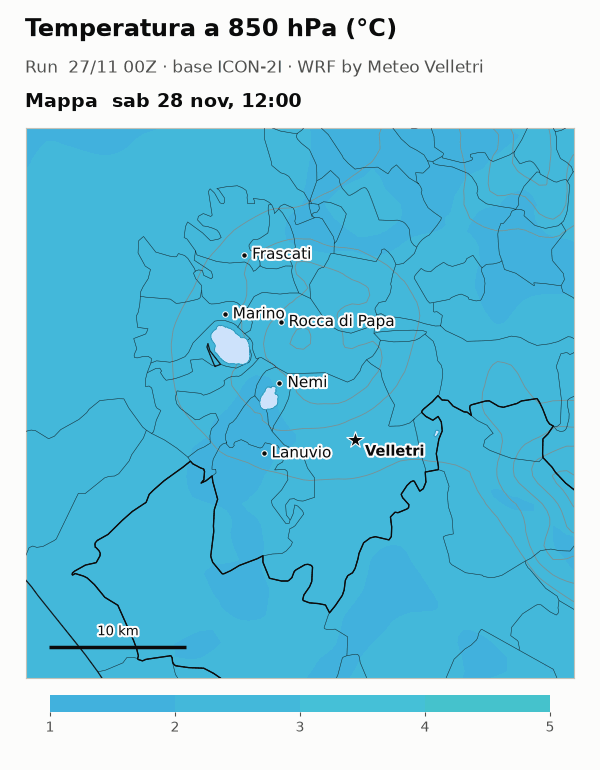 Temperatura a 850 hPa (°C)
Run  27/11 00Z · base ICON-2I · WRF by Meteo Velletri
Mappa  sab 28 nov, 12:00
Frascati
Marino
Rocca di Papa
Nemi
Velletri
Lanuvio
10 km
1 2 3 4 5